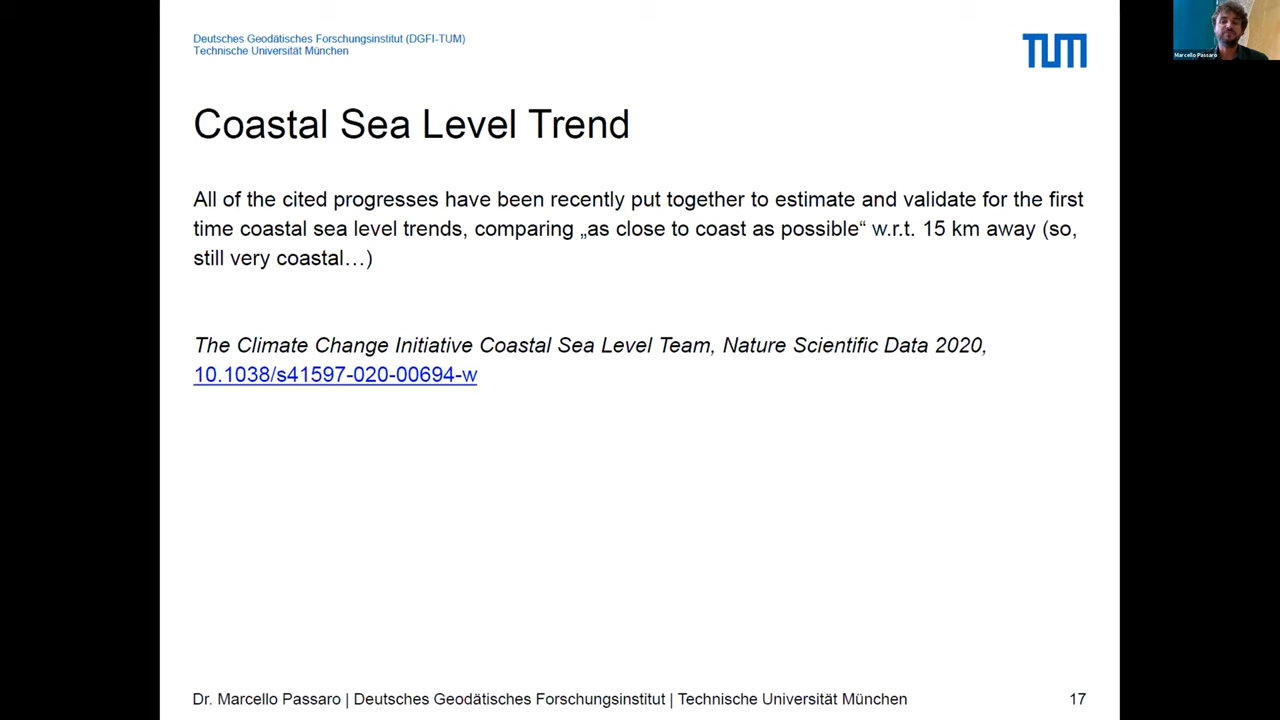 Deutsches Geodätisches Forschungsinstitut (DGFI-TUM)
Technische Universität München
TUM
Marcello Passaro
Coastal Sea Level Trend
All of the cited progresses have been recently put together to estimate and validate for the first
time coastal sea level trends, comparing „as close to coast as possible“ w.r.t. 15 km away (so,
still very coastal…)
The Climate Change Initiative Coastal Sea Level Team, Nature Scientific Data 2020,
10.1038/s41597-020-00694-w
Dr. Marcello Passaro | Deutsches Geodätisches Forschungsinstitut | Technische Universität München
17